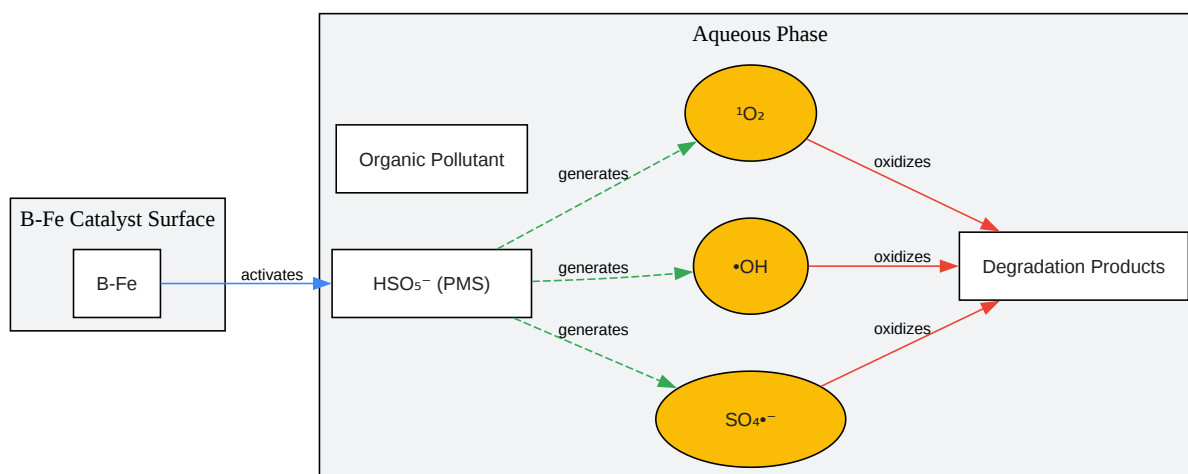 Aqueous Phase
¹O₂
Organic Pollutant
generates
oxidizes
B-Fe Catalyst Surface
B-Fe
activates
HSO₅⁻ (PMS)
generates
•OH
oxidizes
Degradation Products
generates
oxidizes
SO₄•⁻